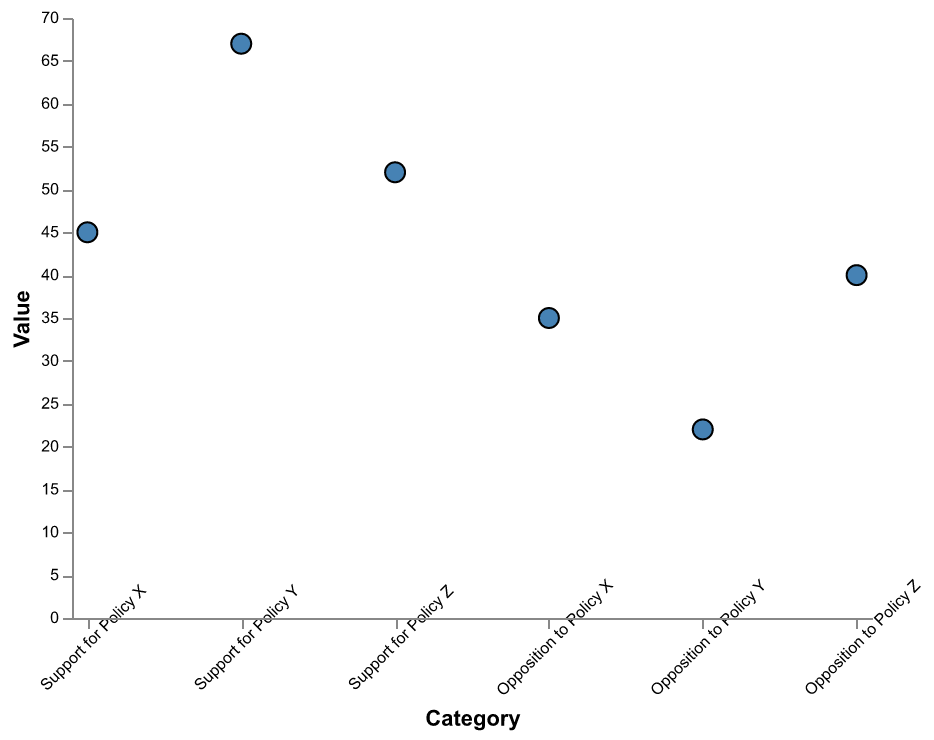 70
65
60
55
50
45
40
35
30
25
20
15
10
5
0
Value
Support for Policy X
Support for Policy Y
Support for Policy Z
Opposition to Policy X
Opposition to Policy Y
Opposition to Policy Z
Category